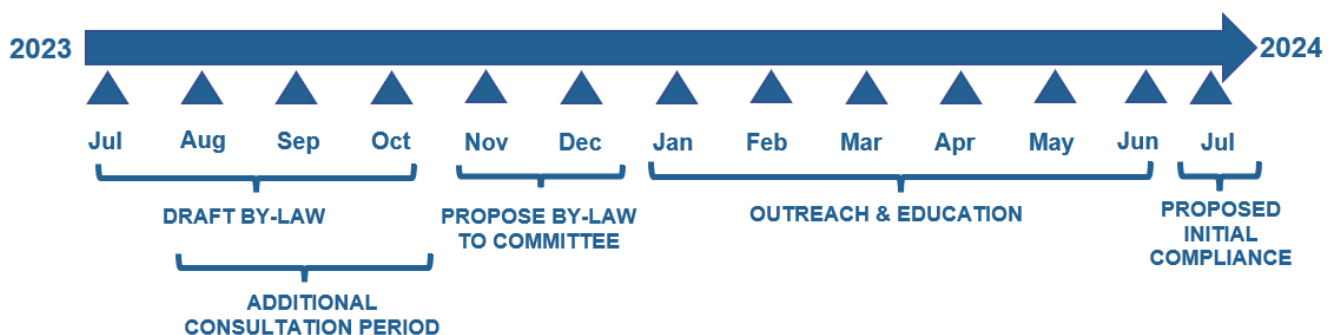 2023
2024
Jul Aug Sep Oct Nov Dec Jan Feb Mar Apr May Jun Jul
DRAFT BY-LAW
PROPOSE BY-LAW
TO COMMITTEE
OUTREACH & EDUCATION
PROPOSED
INITIAL
COMPLIANCE
ADDITIONAL
CONSULTATION PERIOD